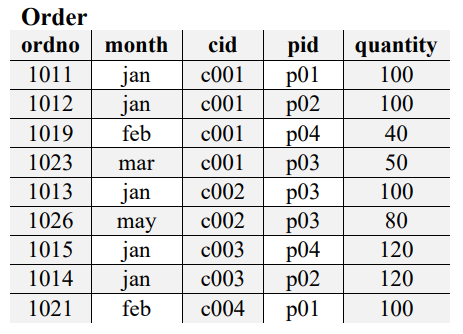 Order
ordno month cid pid quantity
1011 jan c001 p01 100
1012 jan c001 p02 100
1019 feb c001 p04 40
1023 mar c001 p03 50
1013 jan c002 p03 100
1026 may c002 p03 80
1015 jan c003 p04 120
1014 jan c003 p02 120
1021 feb c004 p01 100